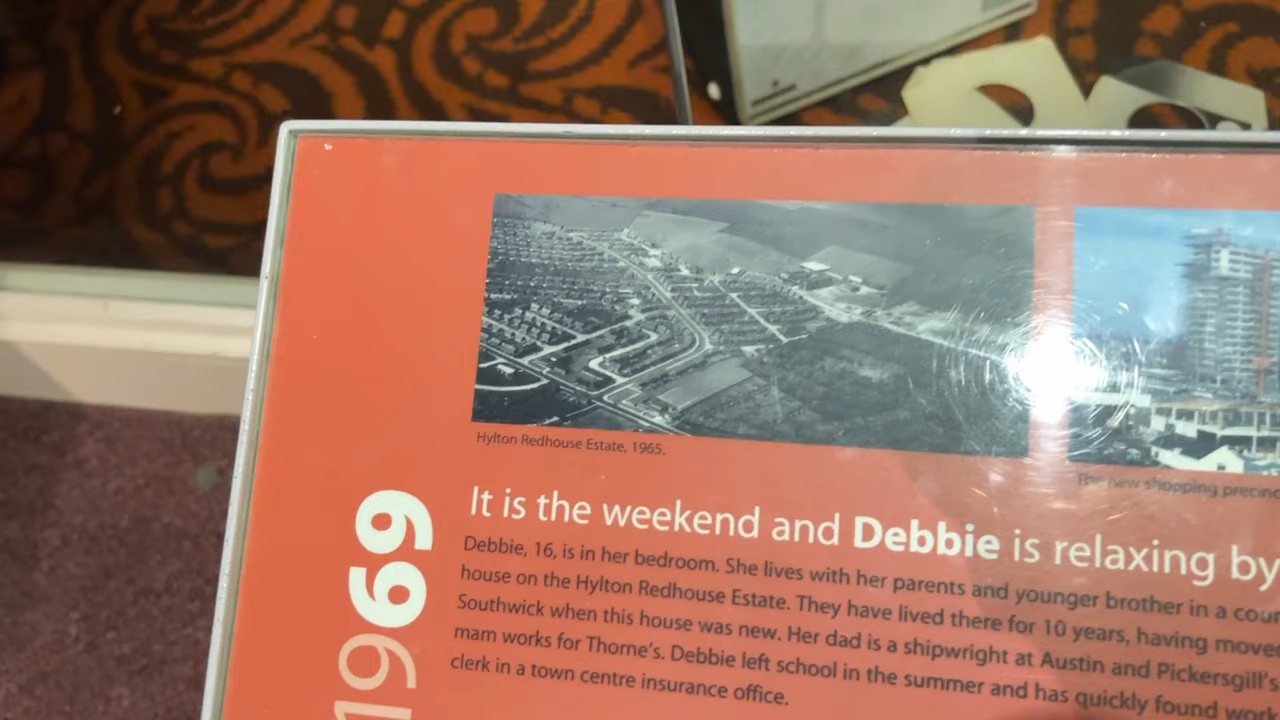 Hylton Redhouse Estate, 1965.
The new shopping
1969
It is the weekend and Debbie is relaxing by
Debbie, 16, is in her bedroom. She lives with her parents and younger brother in a
house on the Hylton Redhouse Estate. They have lived there for 10 years, having
Southwick when this house was new. Her dad is a shipwright at Austin and Pickersgill's
mam works for Thorne's. Debbie left school in the summer and has quickly found work
clerk in a town centre insurance office.